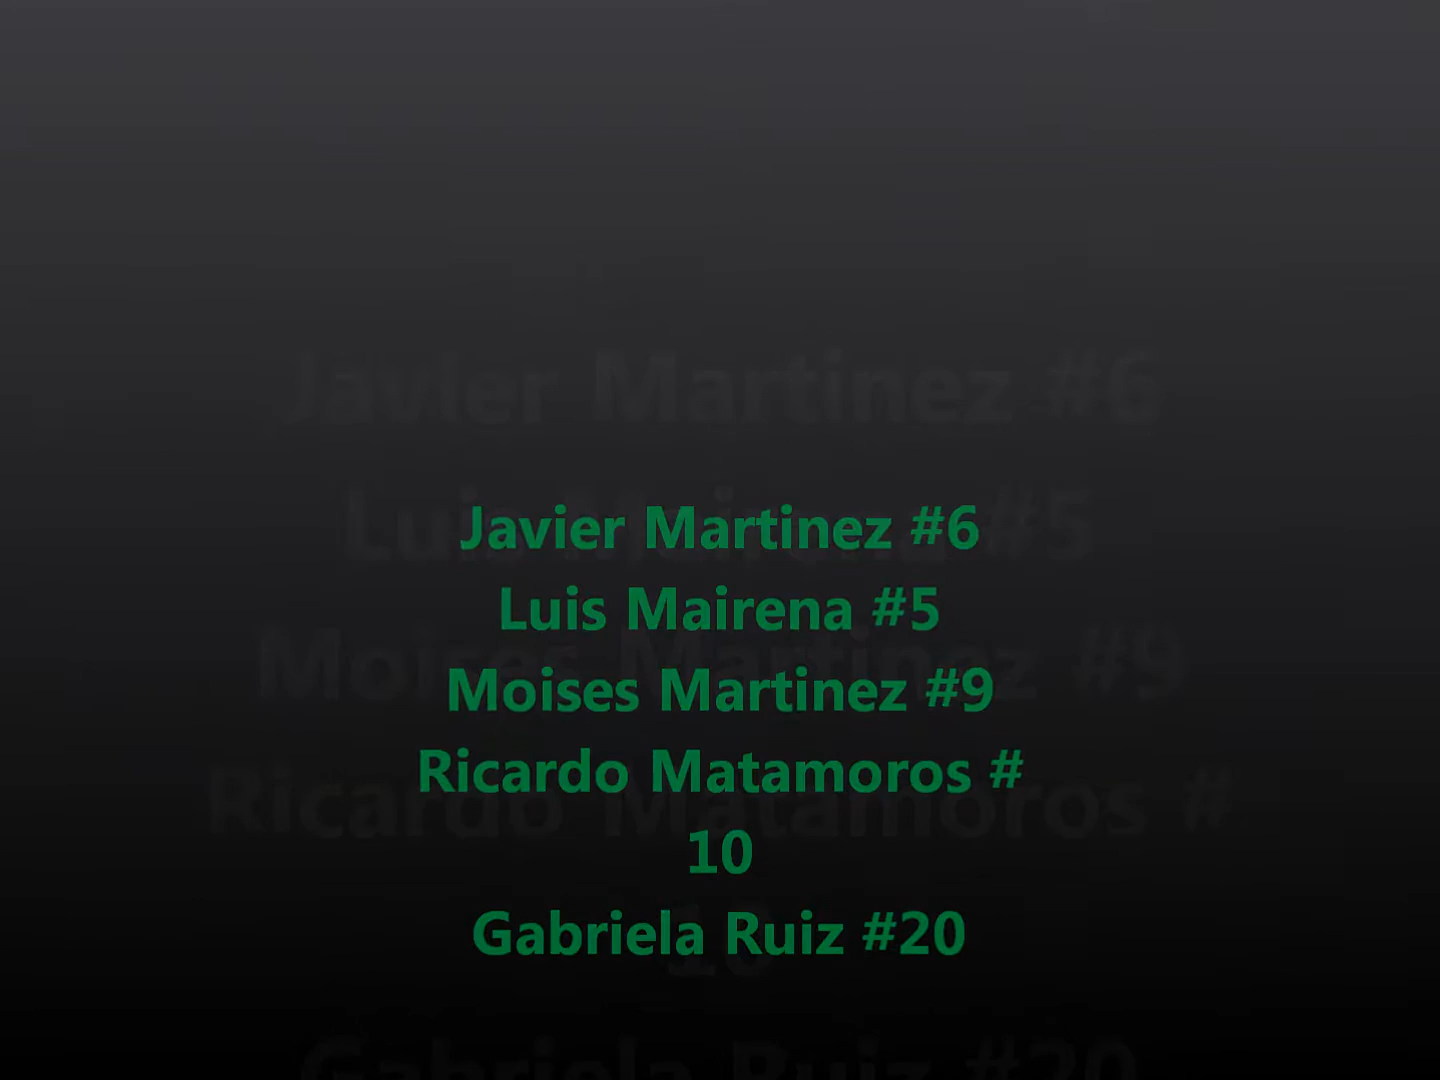 Javier Martinez #6
Luis Mairena #5
Moises Martinez #9
Ricardo Matamoros #
10
Gabriela Ruiz #20